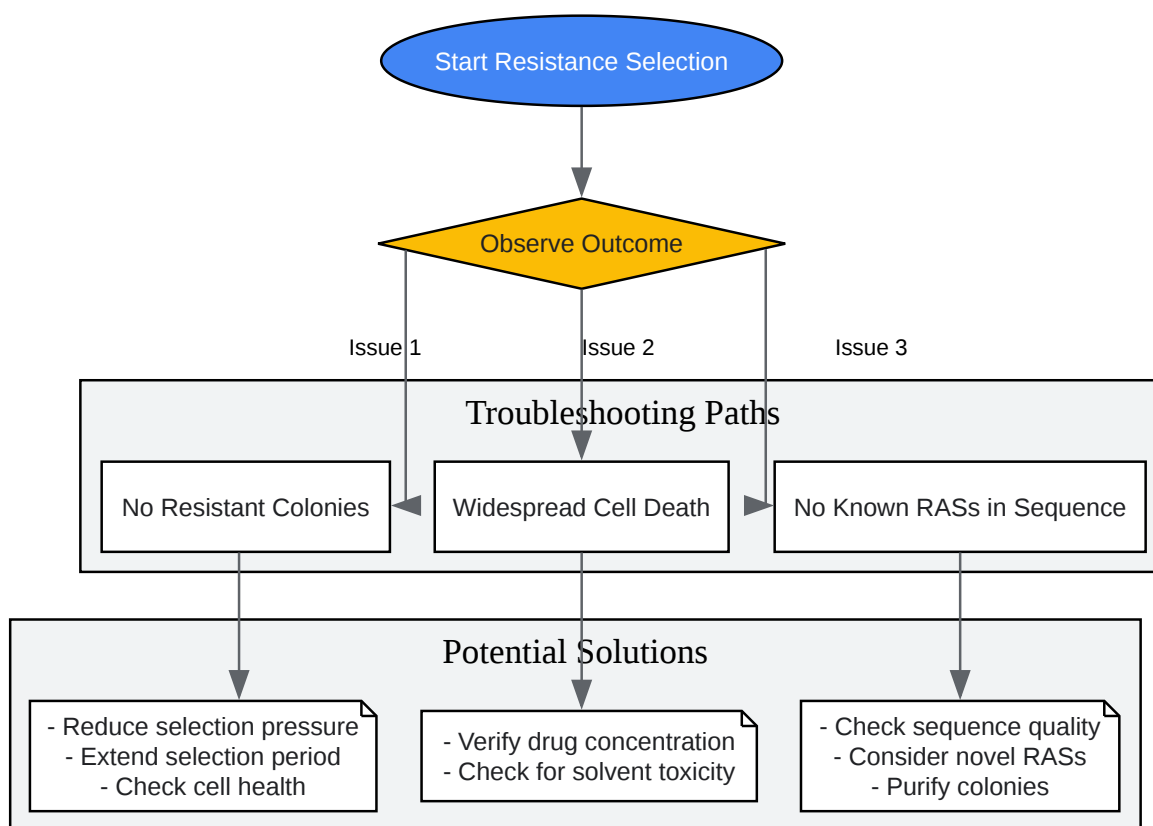 Start Resistance Selection
Observe Outcome
Issue 1
Issue 2
Issue 3
Troubleshooting Paths
No Resistant Colonies
Widespread Cell Death
No Known RASs in Sequence
Potential Solutions
- Reduce selection pressure
- Extend selection period
- Check cell health
- Verify drug concentration
- Check for solvent toxicity
- Check sequence quality
- Consider novel RASs
- Purify colonies